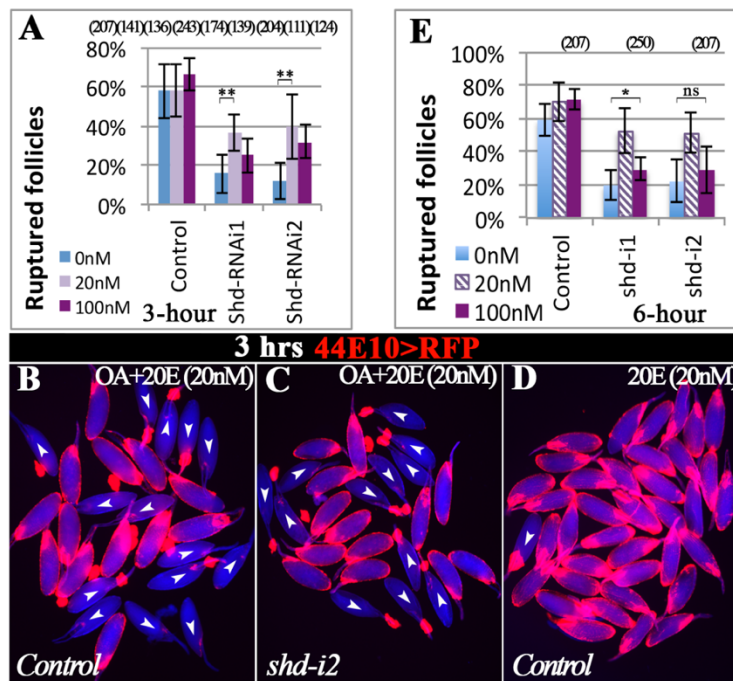 A
(207)(141)(136)(243)(174)(139)(204)(111)(124)
80%
60%
40%
20%
0%
Ruptured follicles
**
**
Control
Shd-RNAi1
Shd-RNAi2
0nM
20nM
100nM
3-hour
E
(207) (250) (207)
100%
80%
60%
40%
20%
0%
Ruptured follicles
*
ns
Control
shd-i1
shd-i2
0nM
20nM
100nM
6-hour
3 hrs 44E10>RFP
B OA+20E (20nM)
Control
C OA+20E (20nM)
shd-i2
D 20E (20nM)
Control